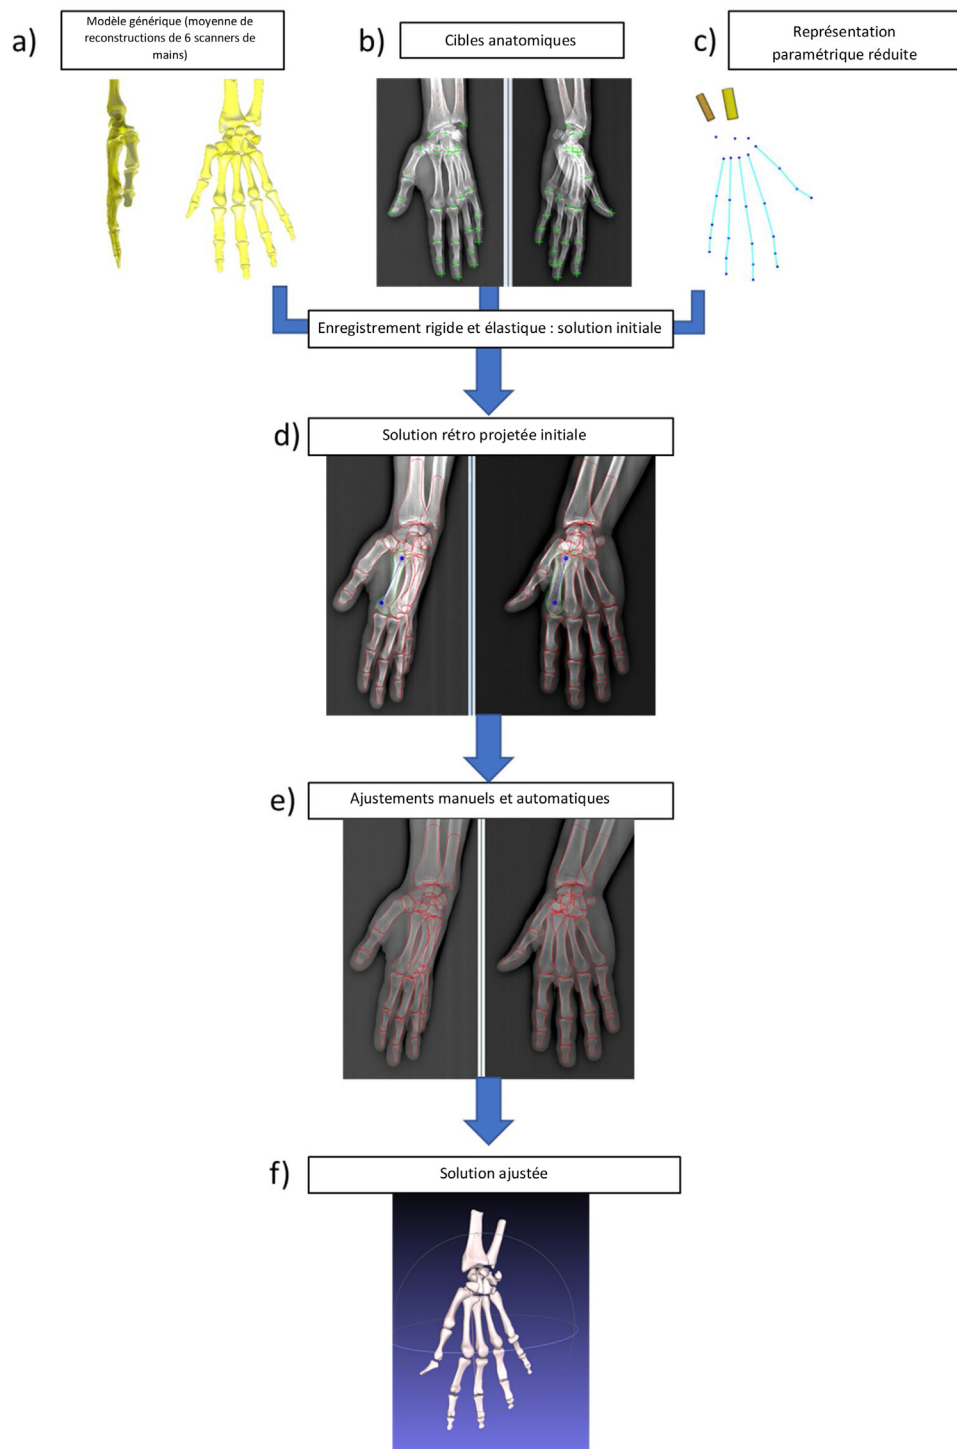 a)
Modèle générique (moyenne de
reconstructions de 6 scanners de
mains)
b)
Cibles anatomiques
c)
Représentation
paramétrique réduite
Enregistrement rigide et élastique : solution initiale
d)
Solution rétro projetée initiale
e)
Ajustements manuels et automatiques
f)
Solution ajustée